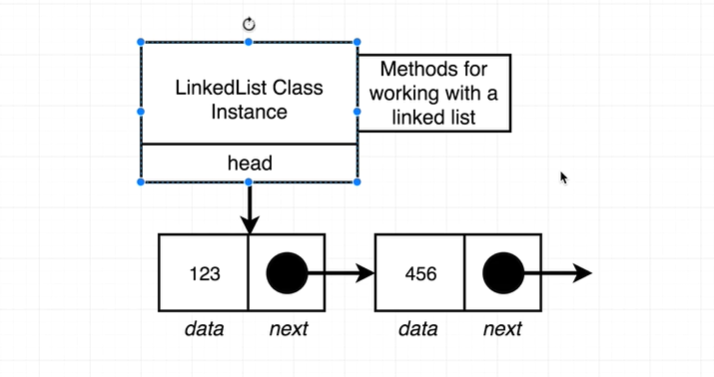 LinkedList Class
Instance
Methods for
working with a
linked list
head
123
456
data
next
data
next